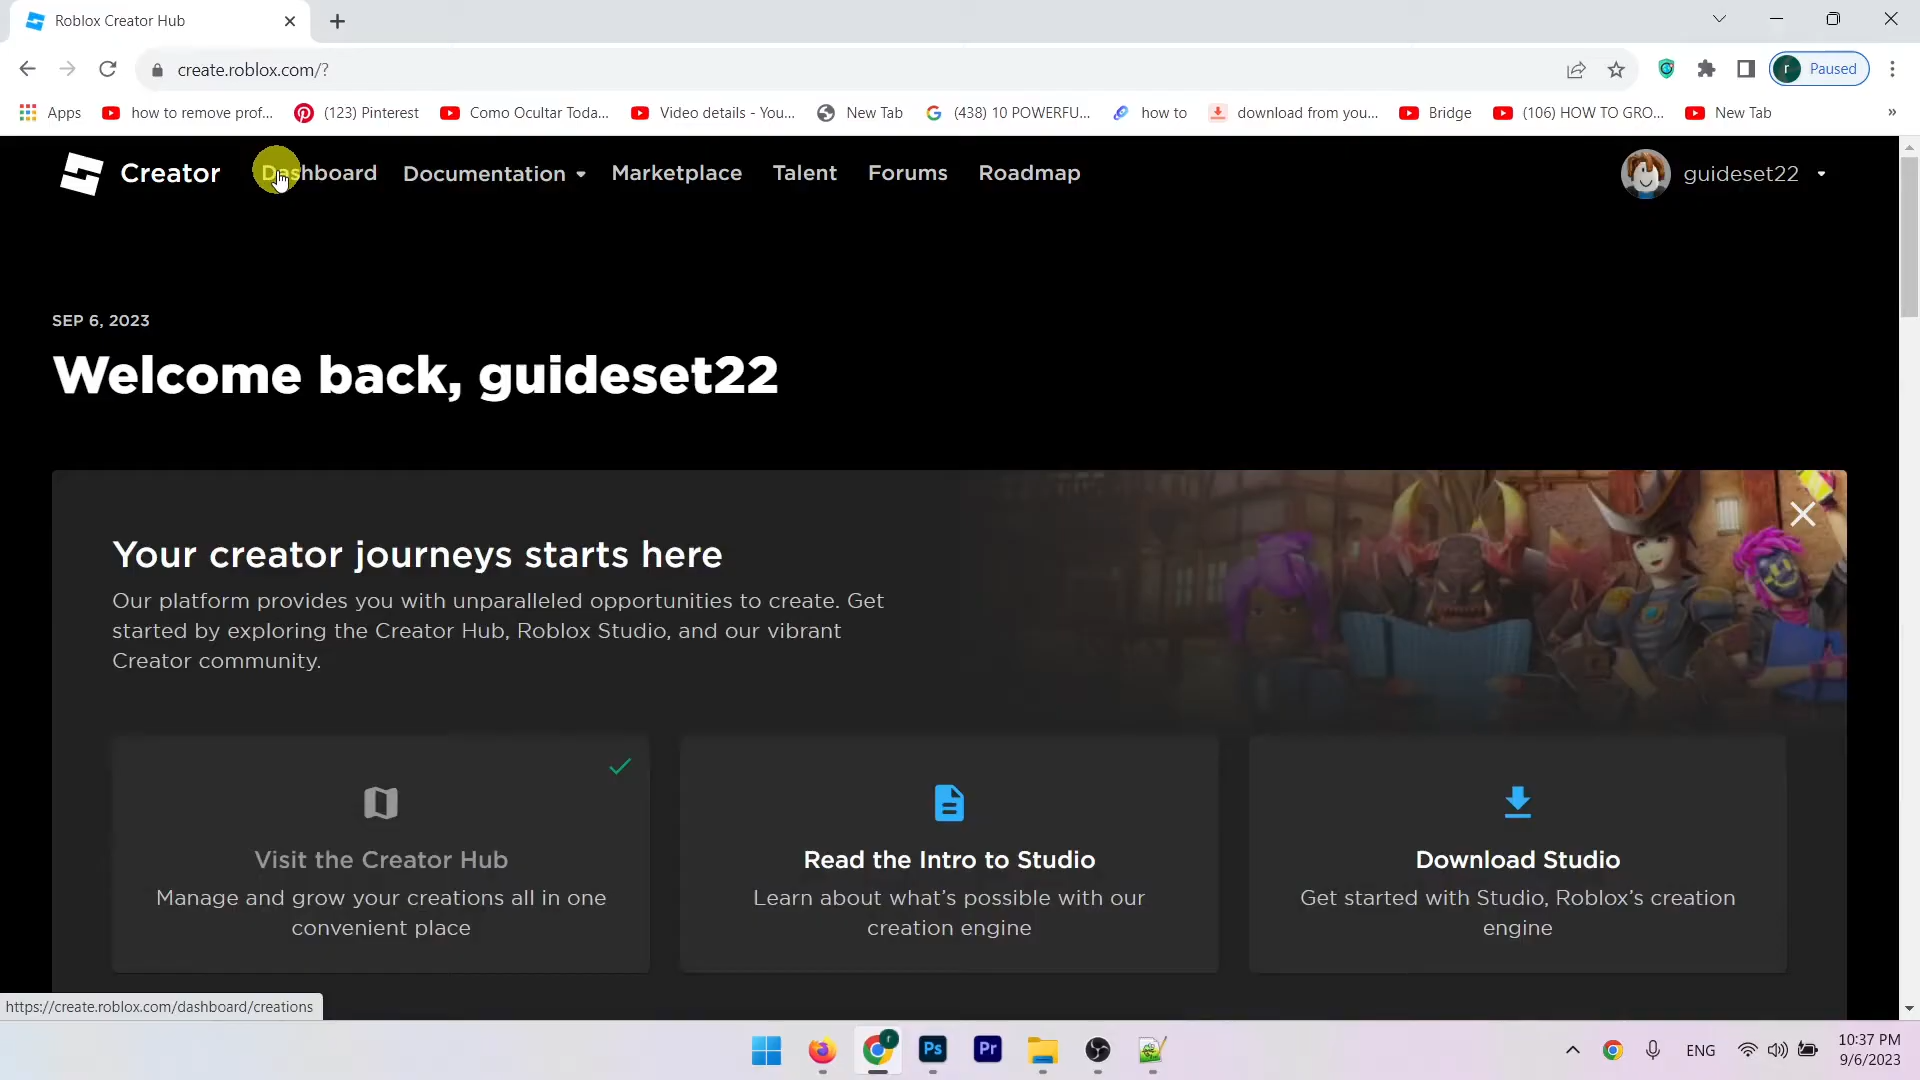 Roblox Creator Hub
create.roblox.com/?
r Paused
Apps how to remove prof... (123) Pinterest Como Ocultar Toda... Video details - You... New Tab (438) 10 POWERFU... how to download from you... Bridge (106) HOW TO GRO... New Tab »
Creator Dashboard Documentation Marketplace Talent Forums Roadmap guideset22
SEP 6, 2023
Welcome back, guideset22
Your creator journeys starts here
Our platform provides you with unparalleled opportunities to create. Get
started by exploring the Creator Hub, Roblox Studio, and our vibrant
Creator community.
Visit the Creator Hub
Manage and grow your creations all in one
convenient place
Read the Intro to Studio
Learn about what's possible with our
creation engine
Download Studio
Get started with Studio, Roblox's creation
engine
https://create.roblox.com/dashboard/creations
r Ps Pr
ENG
10:37 PM
9/6/2023